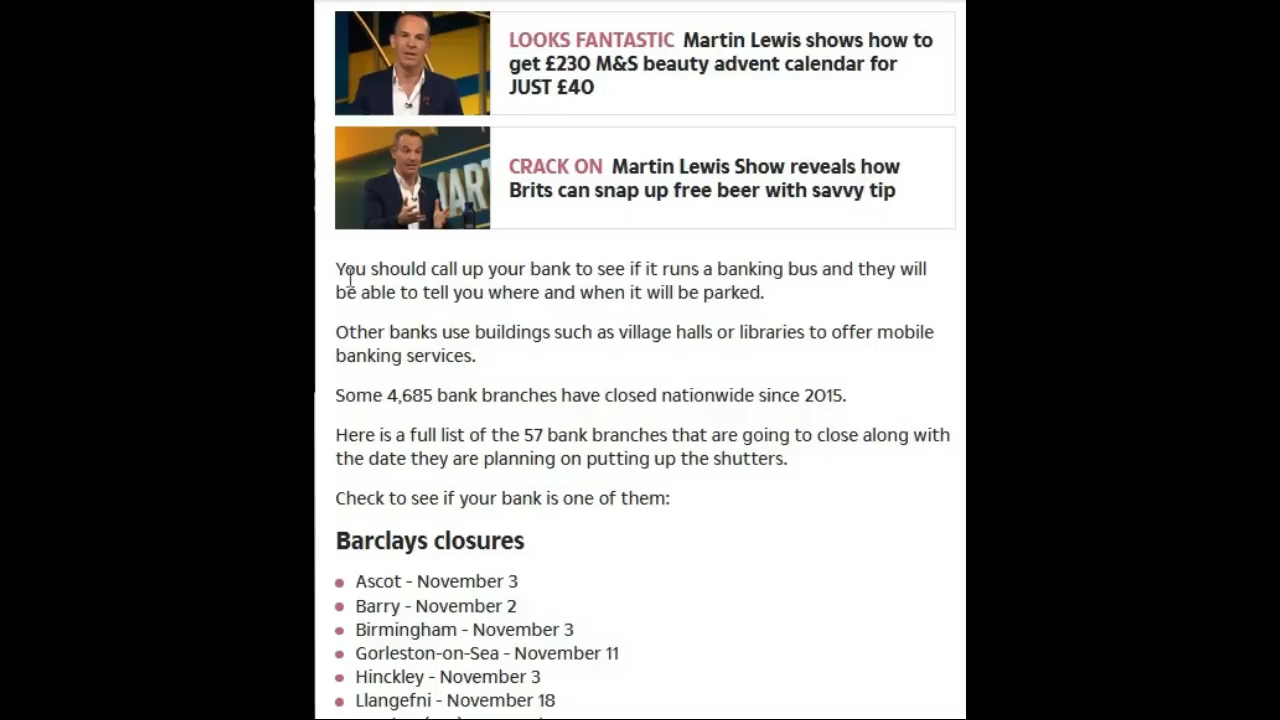 LOOKS FANTASTIC Martin Lewis shows how to
get £230 M&S beauty advent calendar for
JUST £40
CRACK ON Martin Lewis Show reveals how
Brits can snap up free beer with savvy tip
You should call up your bank to see if it runs a banking bus and they will
be able to tell you where and when it will be parked.
Other banks use buildings such as village halls or libraries to offer mobile
banking services.
Some 4,685 bank branches have closed nationwide since 2015.
Here is a full list of the 57 bank branches that are going to close along with
the date they are planning on putting up the shutters.
Check to see if your bank is one of them:
Barclays closures
Ascot - November 3
Barry - November 2
Birmingham - November 3
Gorleston-on-Sea - November 11
Hinckley - November 3
Llangefni - November 18